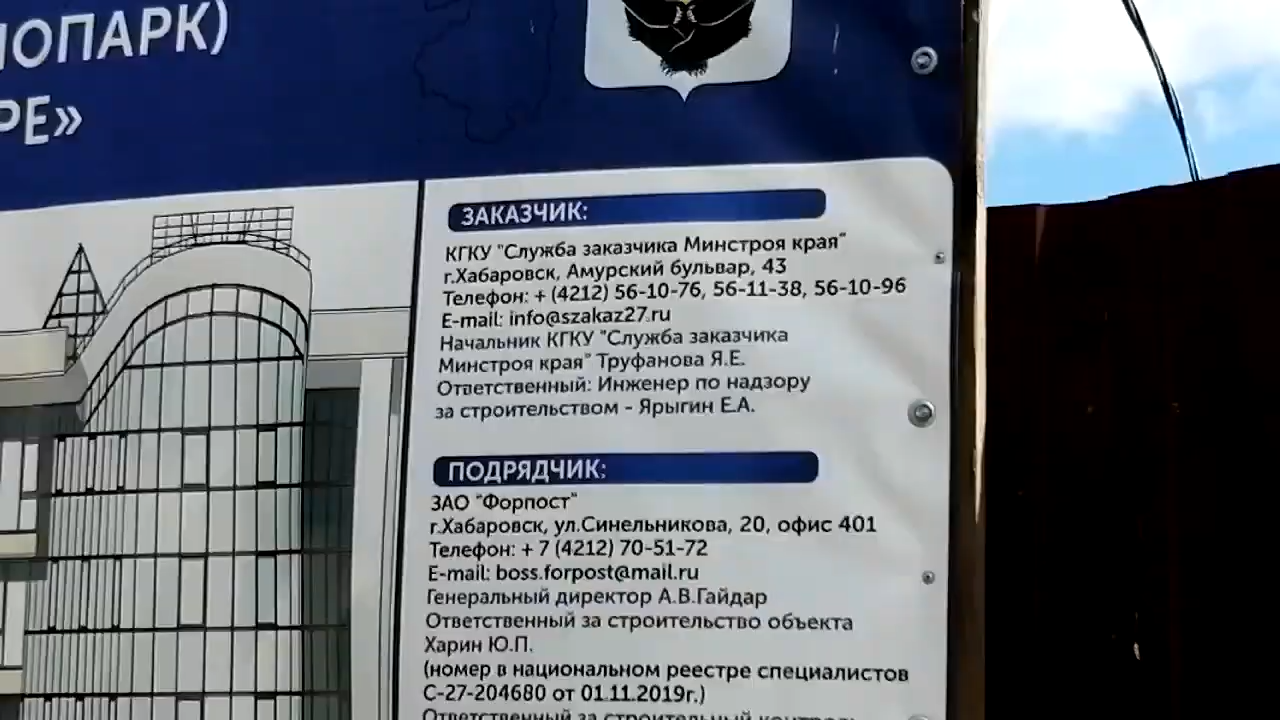 РЕ»
ЗАКАЗЧИК:
КГКУ "Служба заказчика Минстроя края"
г.Хабаровск, Амурский бульвар, 43
Телефон: + (4212) 56-10-76, 56-11-38, 56-10-96
E-mail: info@szakaz27.ru
Начальник КГКУ "Служба заказчика
Минстроя края" Труфанова Я.Е.
Ответственный: Инженер по надзору
за строительством - Ярыгин Е.А.
ПОДРЯДЧИК:
ЗАО "Форпост"
г.Хабаровск, ул.Синельникова, 20, офис 401
Телефон: + 7 (4212) 70-51-72
E-mail: boss.forpost@mail.ru
Генеральный директор А.В.Гайдар
Ответственный за строительство объекта
Харин Ю.П.
(номер в национальном реестре специалистов
С-27-204680 от 01.11.2019г.)
Ответственный за строительный